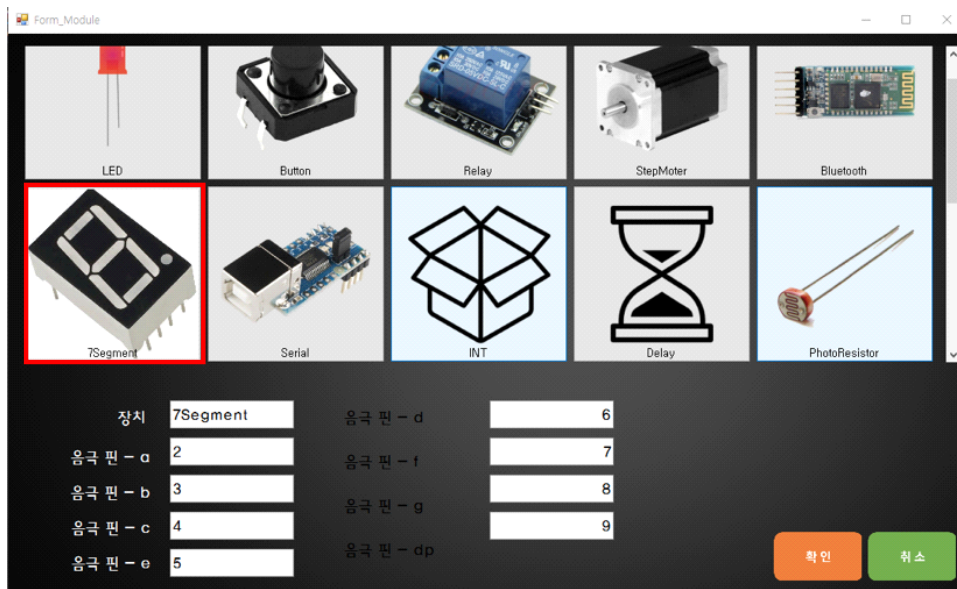 Form_Module
LED
Button
Relay
StepMoter
Bluetooth
7Segment
Serial
INT
Delay
PhotoResistor
장치
7Segment
음극 핀 - a
2
음극 핀 - b
3
음극 핀 - c
4
음극 핀 - e
5
음극 핀 - d
6
음극 핀 - f
7
음극 핀 - g
8
음극 핀 - dp
9
확인
취소